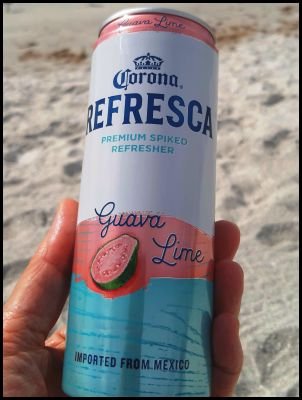 Guava Lime
Corona®
REFRESCA
PREMIUM SPIKED
REFRESHER
Guava
Lime
IMPORTED FROM MEXICO